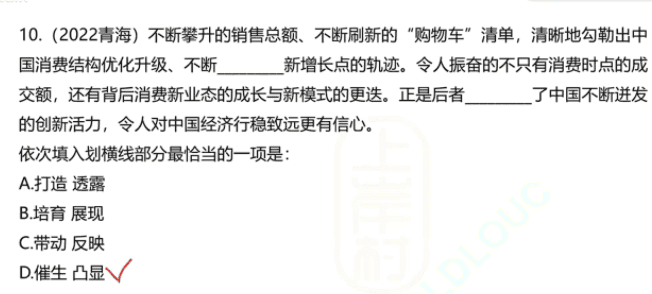 10.（2022青海）不断攀升的销售总额、不断刷新的“购物车”清单，清晰地勾勒出中
国消费结构优化升级、不断________新增长点的轨迹。令人振奋的不只有消费时点的成
交额，还有背后消费新业态的成长与新模式的更迭。正是后者________了中国不断迸发
的创新活力，令人对中国经济行稳致远更有信心。
依次填入划横线部分最恰当的一项是：
A.打造 透露
B.培育 展现
C.带动 反映
D.催生 凸显
上岸村
LDLOUC